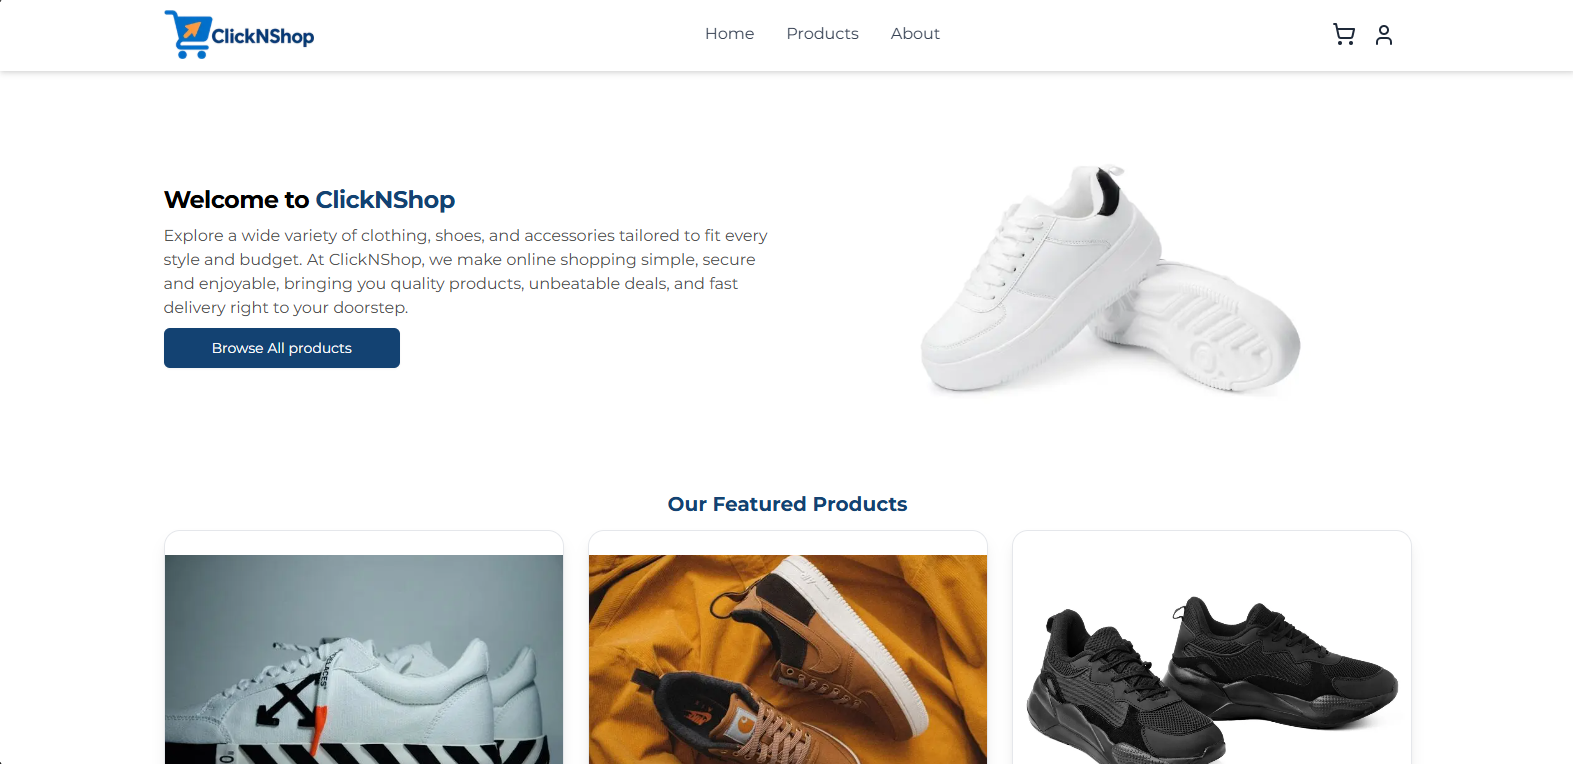 ClickNShop
Home
Products
About
Welcome to ClickNShop
Explore a wide variety of clothing, shoes, and accessories tailored to fit every
style and budget. At ClickNShop, we make online shopping simple, secure
and enjoyable, bringing you quality products, unbeatable deals, and fast
delivery right to your doorstep.
Browse All products
Our Featured Products